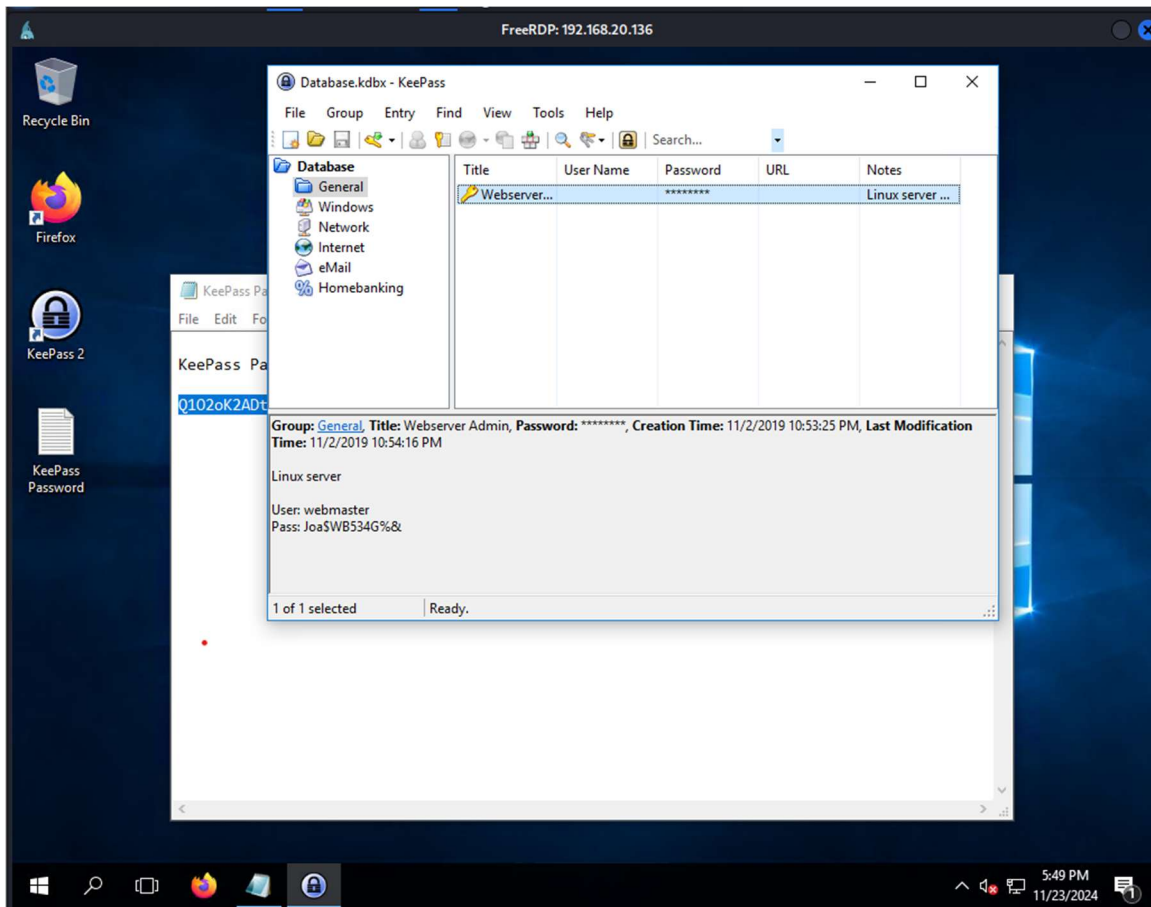 FreeRDP: 192.168.20.136
Recycle Bin
Firefox
KeePass 2
KeePass
Password
Database.kdbx - KeePass
File Group Entry Find View Tools Help
Search...
Database
General
Windows
Network
Internet
eMail
Homebanking
Title User Name Password URL Notes
Webserver... ******** Linux server ...
KeePass Pa
File Edit Fo
KeePass Pa
Q1O2oK2ADt
Group: General, Title: Webserver Admin, Password: ********, Creation Time: 11/2/2019 10:53:25 PM, Last Modification
Time: 11/2/2019 10:54:16 PM
Linux server
User: webmaster
Pass: Joa$WB534G%&
1 of 1 selected Ready.
5:49 PM
11/23/2024
1